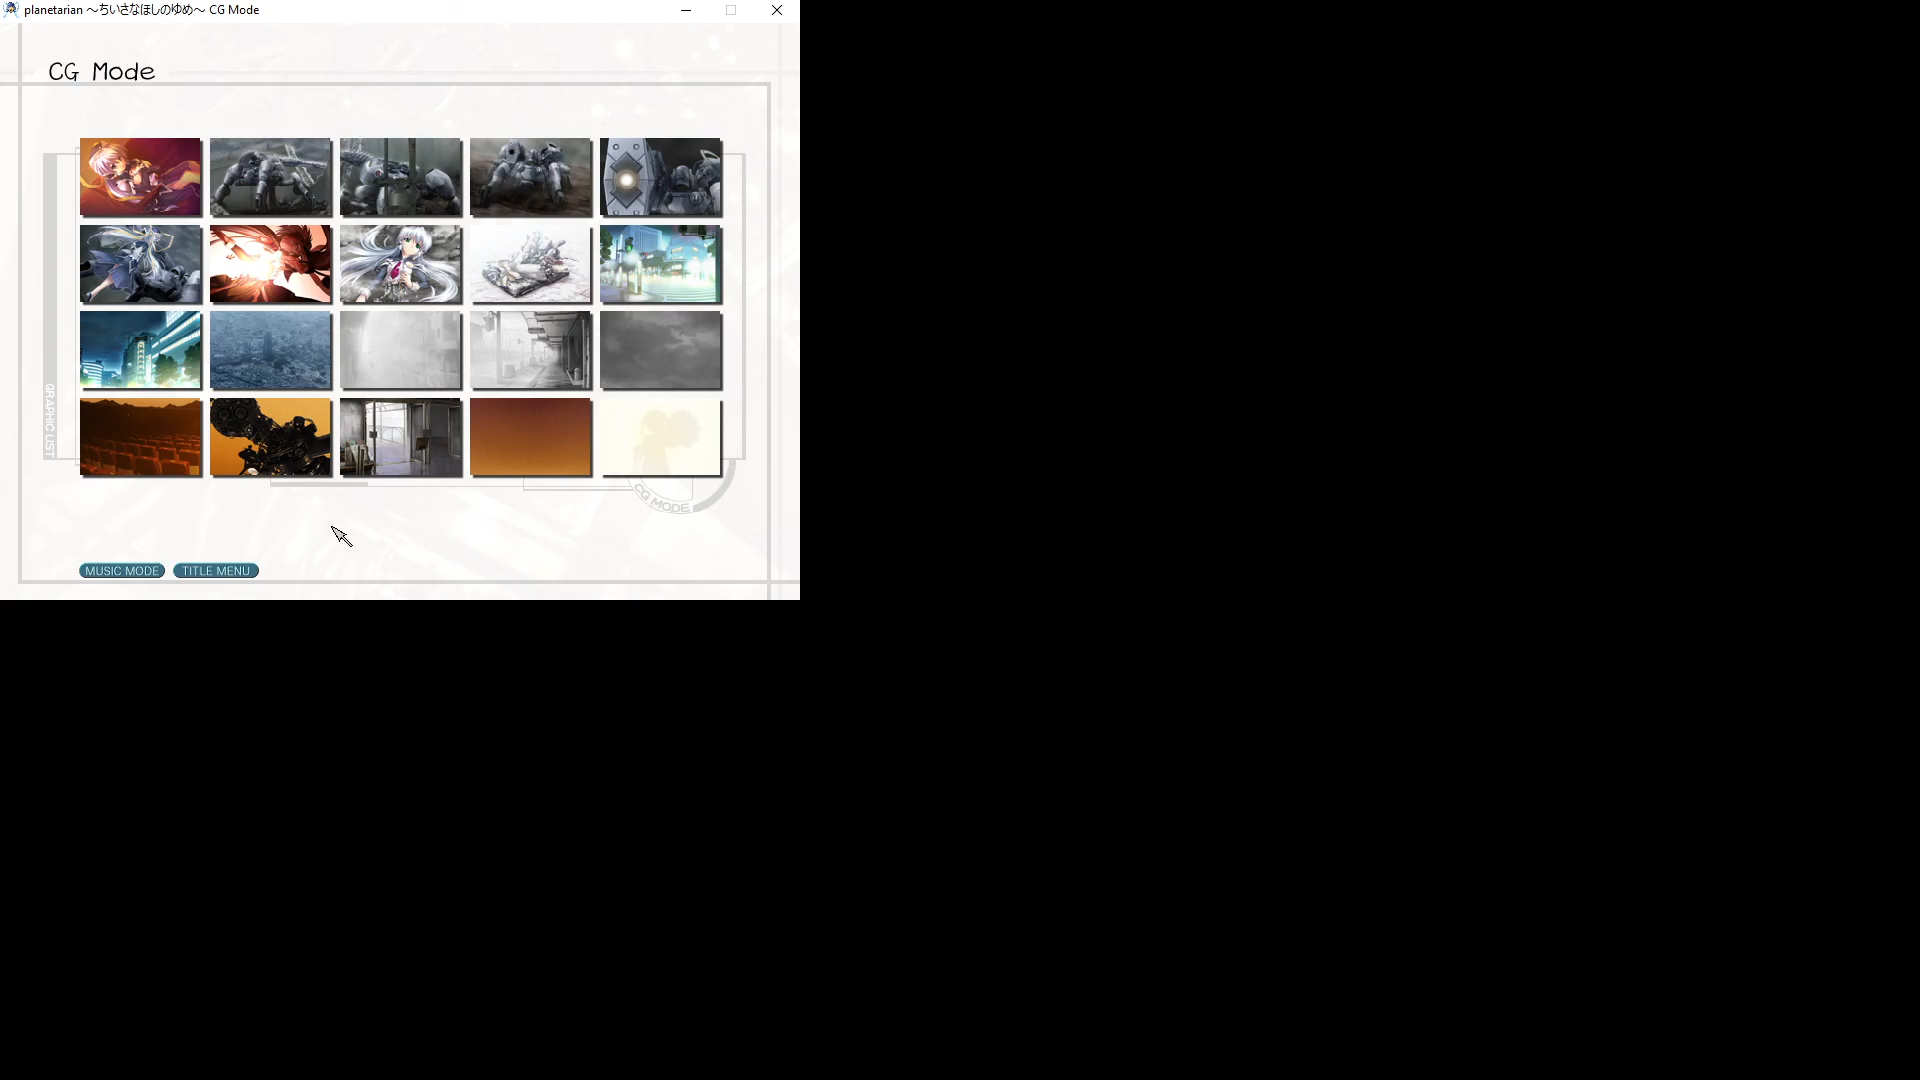 planetarian 〜ちいさなほしのゆめ〜 CG Mode
CG Mode
GRAPHIC LIST
CG MODE
MUSIC MODE
TITLE MENU